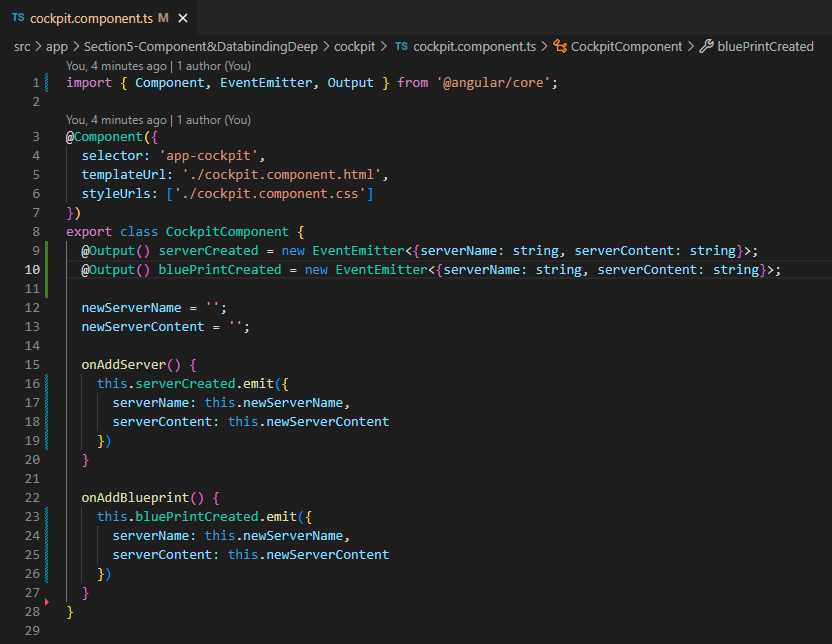 TS cockpit.component.ts M ×
src > app > Section5-Component&DatabindingDeep > cockpit > TS cockpit.component.ts > CockpitComponent > bluePrintCreated
You, 4 minutes ago | 1 author (You)
1 import { Component, EventEmitter, Output } from '@angular/core';
2
You, 4 minutes ago | 1 author (You)
3 @Component({
4   selector: 'app-cockpit',
5   templateUrl: './cockpit.component.html',
6   styleUrls: ['./cockpit.component.css']
7 })
8 export class CockpitComponent {
9   @Output() serverCreated = new EventEmitter<{serverName: string, serverContent: string}>;
10   @Output() bluePrintCreated = new EventEmitter<{serverName: string, serverContent: string}>;
11
12   newServerName = '';
13   newServerContent = '';
14
15   onAddServer() {
16     this.serverCreated.emit({
17       serverName: this.newServerName,
18       serverContent: this.newServerContent
19     })
20   }
21
22   onAddBlueprint() {
23     this.bluePrintCreated.emit({
24       serverName: this.newServerName,
25       serverContent: this.newServerContent
26     })
27   }
28 }
29